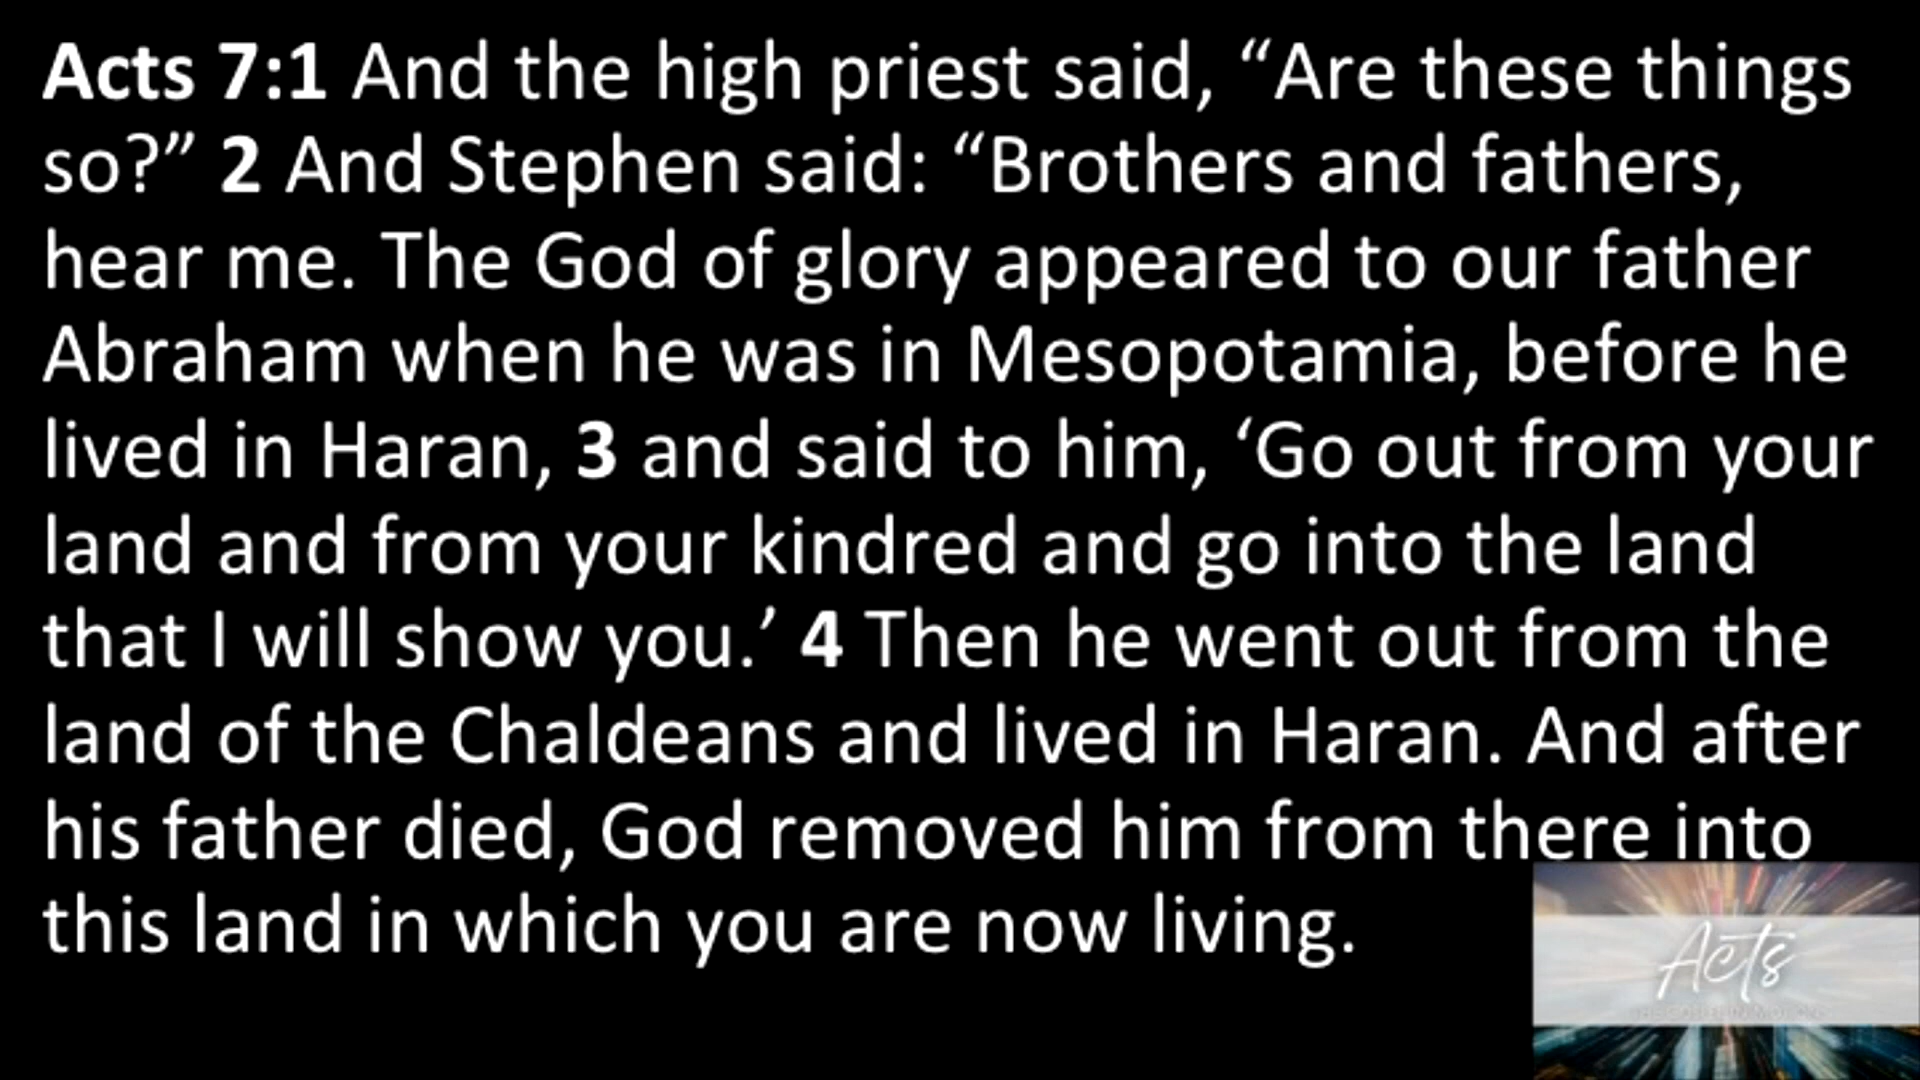 Acts 7:1 And the high priest said, “Are these things
so?” 2 And Stephen said: “Brothers and fathers,
hear me. The God of glory appeared to our father
Abraham when he was in Mesopotamia, before he
lived in Haran, 3 and said to him, ‘Go out from your
land and from your kindred and go into the land
that I will show you.’ 4 Then he went out from the
land of the Chaldeans and lived in Haran. And after
his father died, God removed him from there into
this land in which you are now living.
Acts